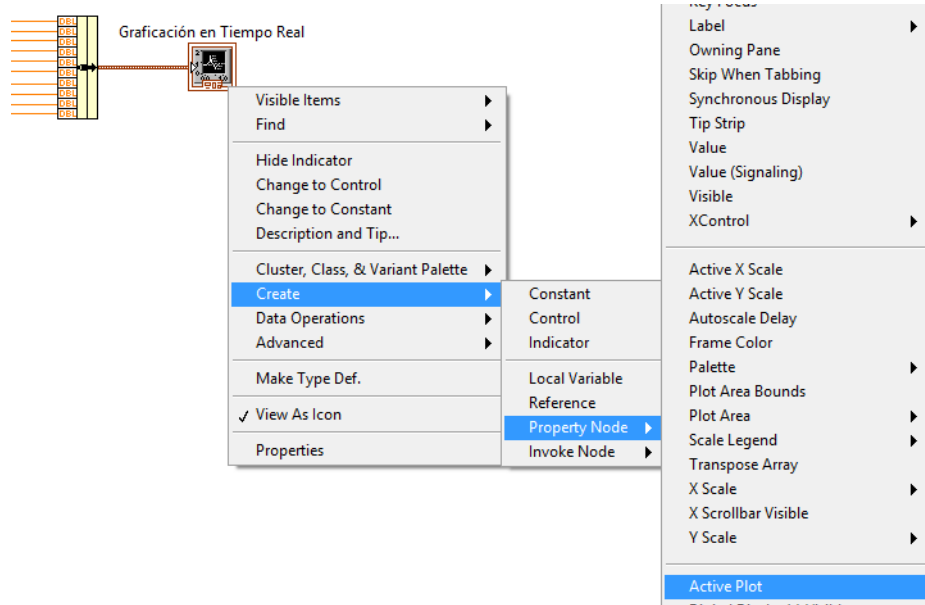 DBL
DBL
DBL
DBL
DBL
DBL
DBL
DBL
DBL
DBL
Graficación en Tiempo Real
Visible Items
Find
Hide Indicator
Change to Control
Change to Constant
Description and Tip...
Cluster, Class, & Variant Palette
Create
Data Operations
Advanced
Make Type Def.
View As Icon
Properties
Constant
Control
Indicator
Local Variable
Reference
Property Node
Invoke Node
Label
Owning Pane
Skip When Tabbing
Synchronous Display
Tip Strip
Value
Value (Signaling)
Visible
XControl
Active X Scale
Active Y Scale
Autoscale Delay
Frame Color
Palette
Plot Area Bounds
Plot Area
Scale Legend
Transpose Array
X Scale
X Scrollbar Visible
Y Scale
Active Plot